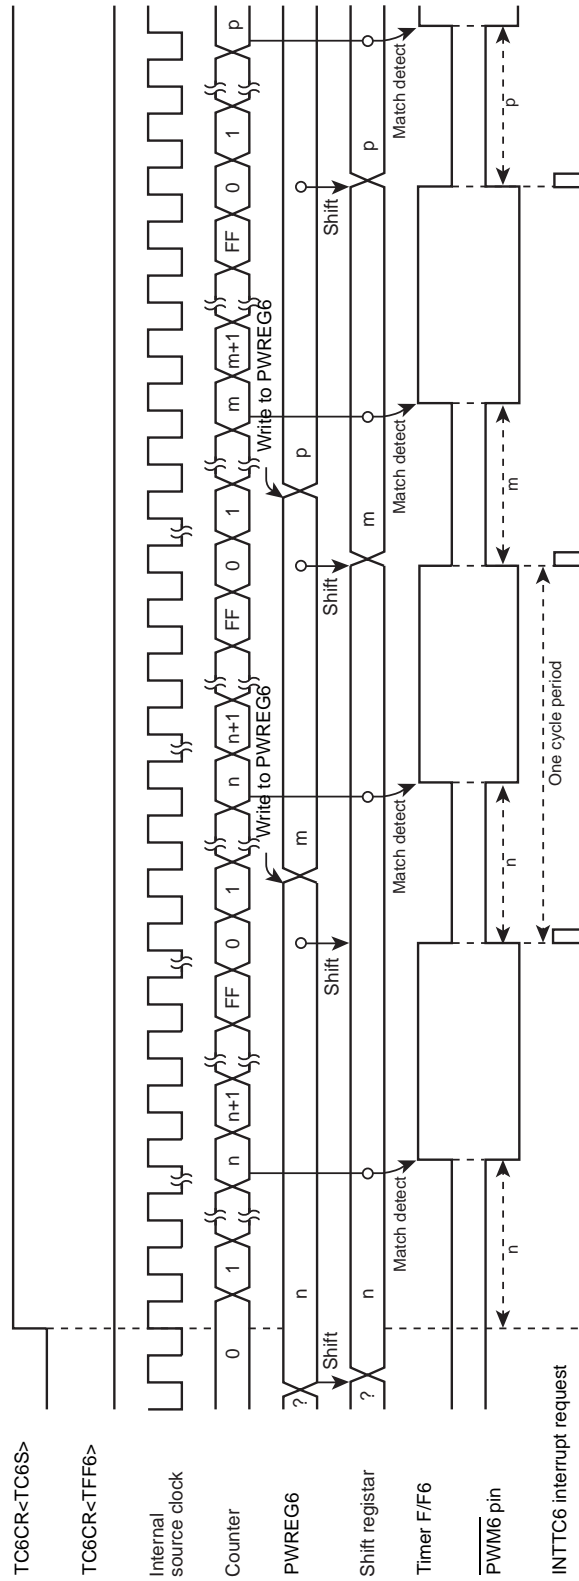 TC6CR<TC6S>
TC6CR<TFF6>
Internal
source clock
Counter 0 1 n n+1 FF 0 1 n n+1 FF 0 1 m m+1 FF 0 1 p
Write to PWREG6 Write to PWREG6
PWREG6 ? n m p
Shift Shift Shift Shift
Shift registar ? n m p
Match detect Match detect Match detect Match detect
Timer F/F6
PWM6 pin
n n m p
One cycle period
INTTC6 interrupt request